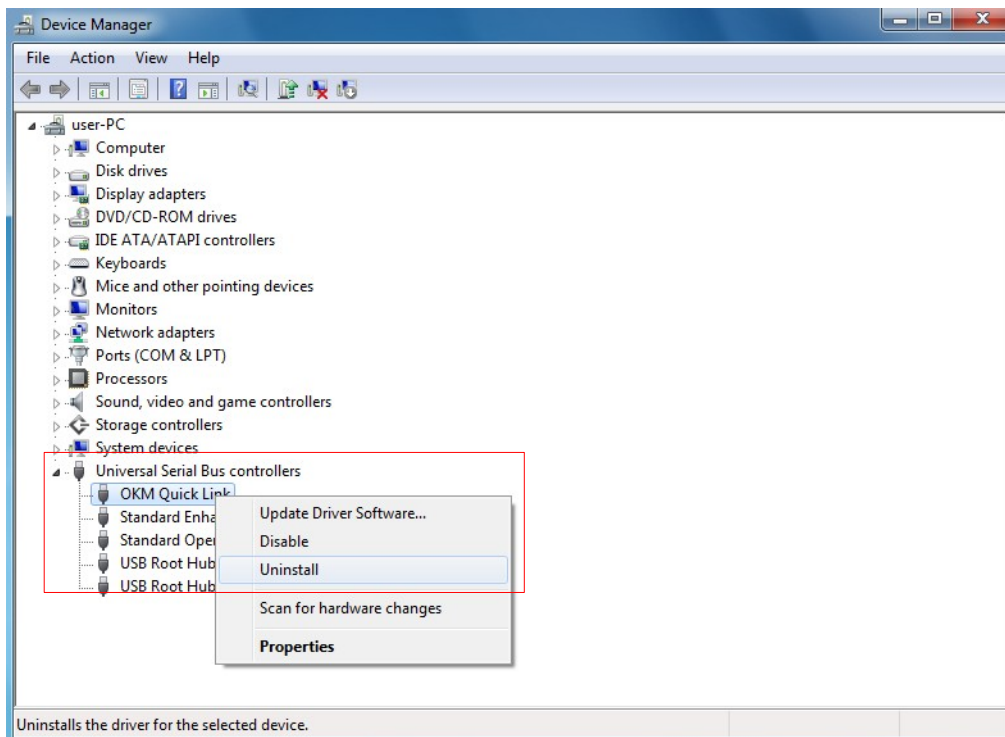 Device Manager
File Action View Help
user-PC
Computer
Disk drives
Display adapters
DVD/CD-ROM drives
IDE ATA/ATAPI controllers
Keyboards
Mice and other pointing devices
Monitors
Network adapters
Ports (COM & LPT)
Processors
Sound, video and game controllers
Storage controllers
System devices
Universal Serial Bus controllers
OKM Quick Link
Standard Enha
Standard Ope
USB Root Hub
USB Root Hub
Update Driver Software...
Disable
Uninstall
Scan for hardware changes
Properties
Uninstalls the driver for the selected device.